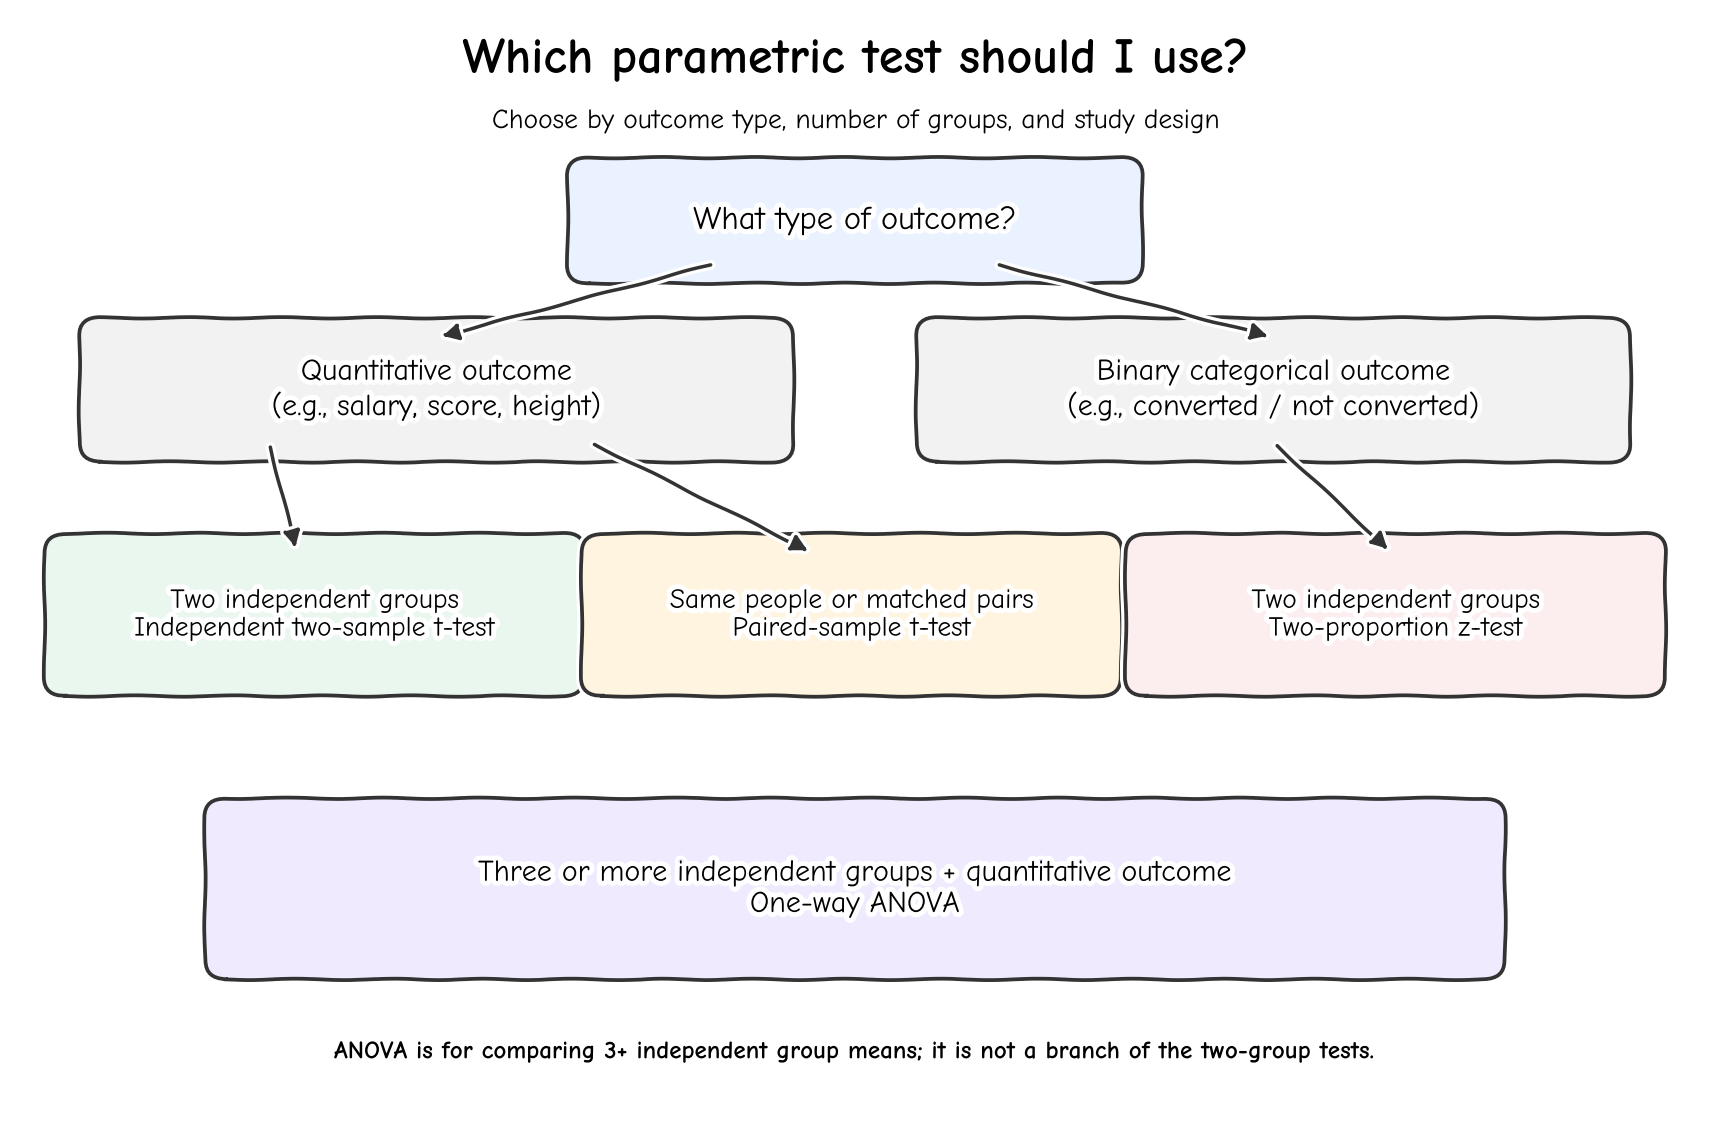 Which parametric test should I use?
Choose by outcome type, number of groups, and study design
What type of outcome?
Quantitative outcome
(e.g., salary, score, height)
Binary categorical outcome
(e.g., converted / not converted)
Two independent groups
Independent two-sample t-test
Same people or matched pairs
Paired-sample t-test
Two independent groups
Two-proportion z-test
Three or more independent groups + quantitative outcome
One-way ANOVA
ANOVA is for comparing 3+ independent group means; it is not a branch of the two-group tests.